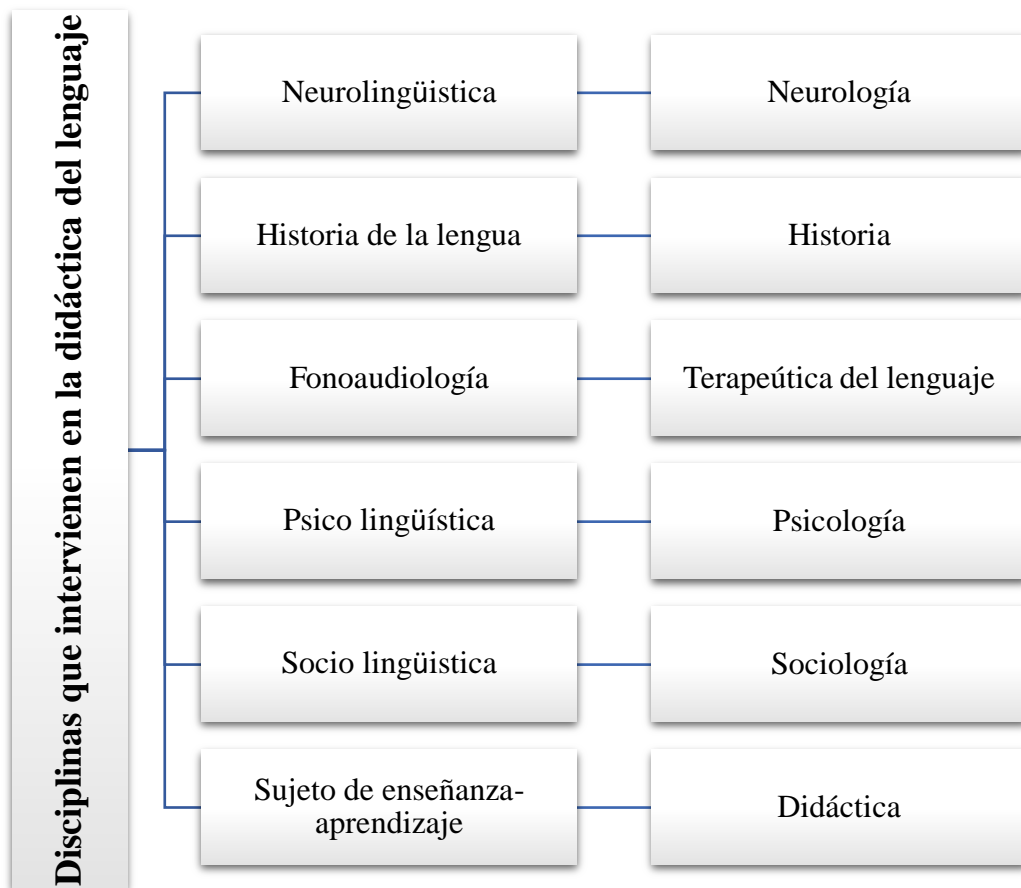 Disciplinas que intervienen en la didáctica del lenguaje
Neurolingüistica
Neurología
Historia de la lengua
Historia
Fonoaudiología
Terapeútica del lenguaje
Psico lingüística
Psicología
Socio lingüistica
Sociología
Sujeto de enseñanza-
aprendizaje
Didáctica